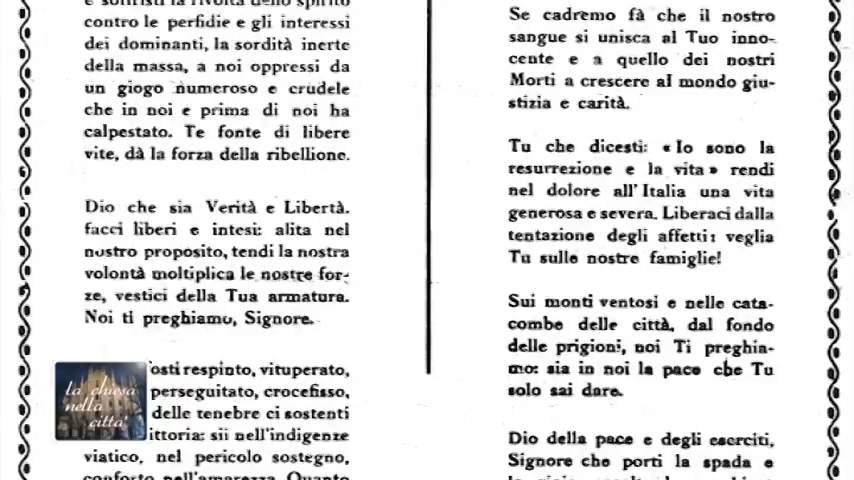 e soffristi la rivolta dello spirito
contro le perfidie e gli interessi
dei dominanti, la sordità inerte
della massa, a noi oppressi da
un giogo numeroso e crudele
che in noi e prima di noi ha
calpestato. Te fonte di libere
vite, dà la forza della ribellione.
Dio che sia Verità e Libertà.
facci liberi e intesi: alita nel
nostro proposito, tendi la nostra
volontà moltiplica le nostre for-
ze, vestici della Tua armatura.
Noi ti preghiamo, Signore.
osti respinto, vituperato,
perseguitato, crocefisso,
delle tenebre ci sostenti
ittoria: sii nell'indigenze
viatico, nel pericolo sostegno,
conforto nell'amarezza. Quanto
la chiesa
nella
citta'
Se cadremo fà che il nostro
sangue si unisca al Tuo inno-
cente e a quello dei nostri
Morti a crescere al mondo giu-
stizia e carità.
Tu che dicesti: «Io sono la
resurrezione e la vita» rendi
nel dolore all'Italia una vita
generosa e severa. Liberaci dalla
tentazione degli affetti: veglia
Tu sulle nostre famiglie!
Sui monti ventosi e nelle cata-
combe delle città, dal fondo
delle prigioni, noi Ti preghia-
mo: sia in noi la pace che Tu
solo sai dare.
Dio della pace e degli eserciti,
Signore che porti la spada e